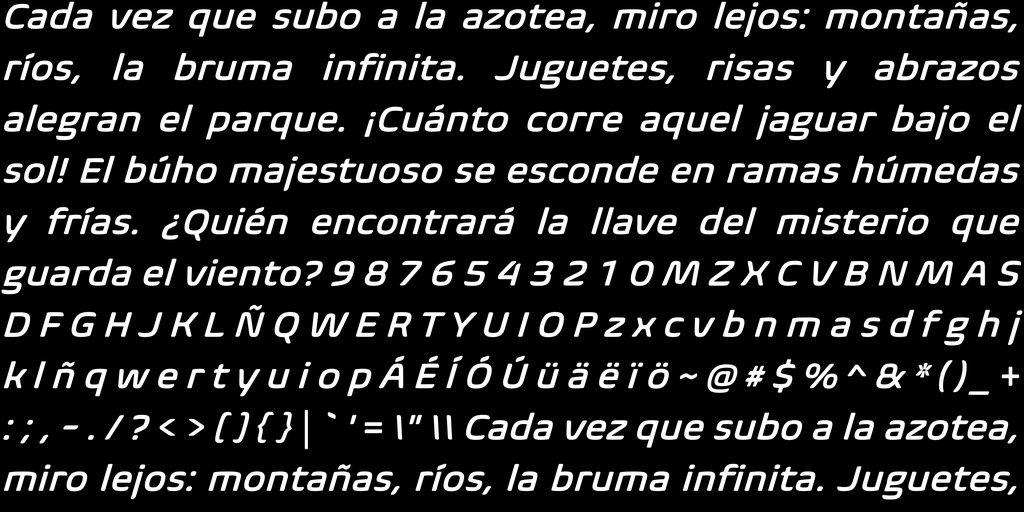 Cada vez que subo a la azotea, miro lejos: montañas,
ríos, la bruma infinita. Juguetes, risas y abrazos
alegran el parque. ¡Cuánto corre aquel jaguar bajo el
sol! El búho majestuoso se esconde en ramas húmedas
y frías. ¿Quién encontrará la llave del misterio que
guarda el viento? 9 8 7 6 5 4 3 2 1 0 M Z X C V B N M A S
D F G H J K L Ñ Q W E R T Y U I O P z x c v b n m a s d f g h j
k l ñ q w e r t y u i o p Á É Í Ó Ú ü ä ë ï ö ~ @ # $ % ^ & * ( ) _ +
: ; , - . / ? < > [ ] { } | ` ' = \" \\ Cada vez que subo a la azotea,
miro lejos: montañas, ríos, la bruma infinita. Juguetes,